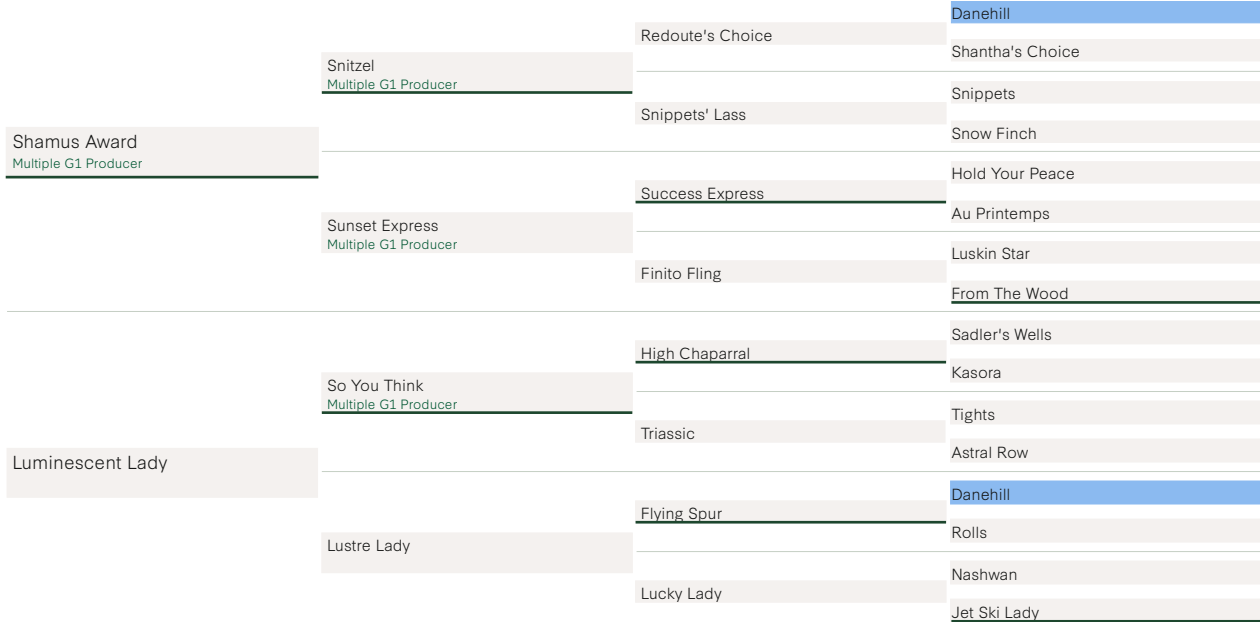 Shamus Award
Multiple G1 Producer
Luminescent Lady
Snitzel
Multiple G1 Producer
Sunset Express
Multiple G1 Producer
So You Think
Multiple G1 Producer
Lustre Lady
Redoute's Choice
Snippets' Lass
Success Express
Finito Fling
High Chaparral
Triassic
Flying Spur
Lucky Lady
Danehill
Shantha's Choice
Snippets
Snow Finch
Hold Your Peace
Au Printemps
Luskin Star
From The Wood
Sadler's Wells
Kasora
Tights
Astral Row
Danehill
Rolls
Nashwan
Jet Ski Lady